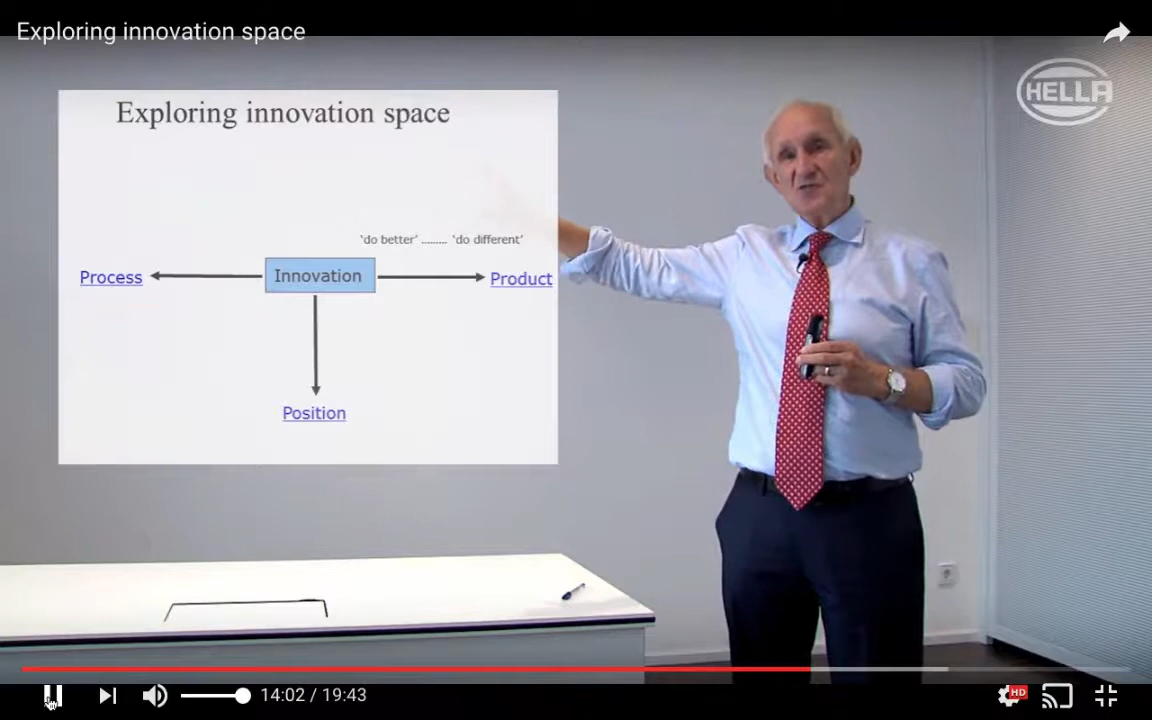 Exploring innovation space
HELLA
Exploring innovation space
'do better' ......... 'do different'
Process
Innovation
Product
Position
14:02 / 19:43
HD